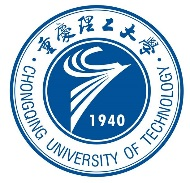 重慶理工大學
CHONGQING UNIVERSITY OF TECHNOLOGY
1940